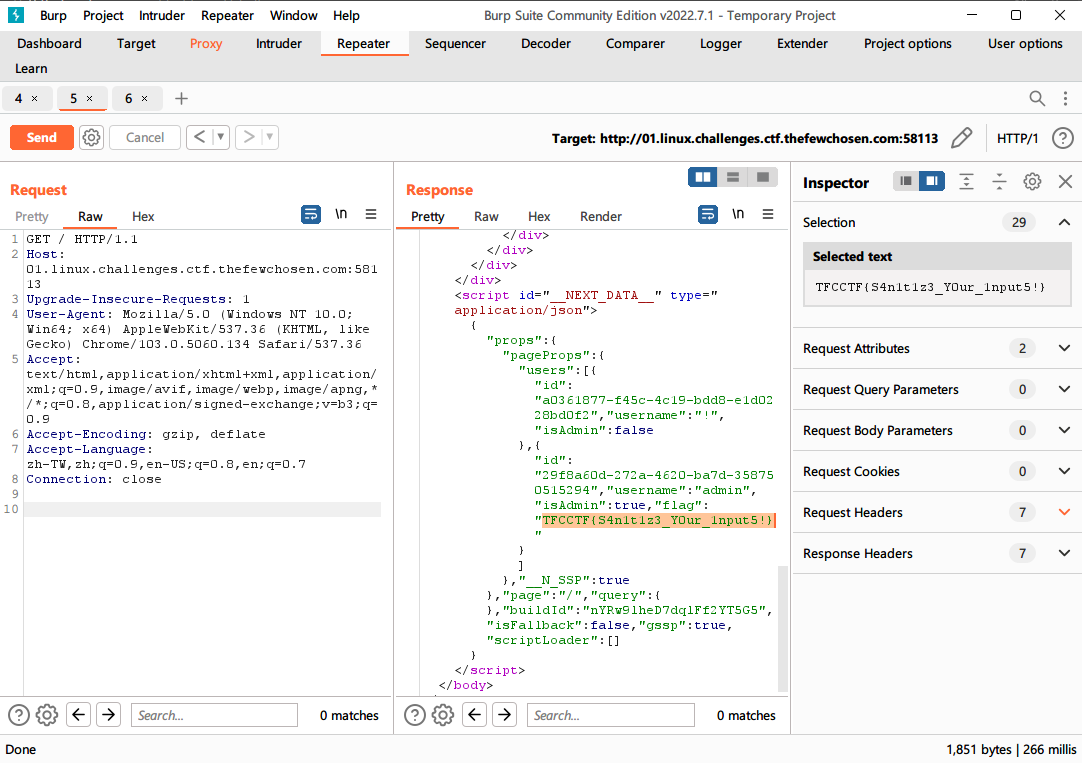 Burp Project Intruder Repeater Window Help Burp Suite Community Edition v2022.7.1 - Temporary Project
Dashboard Target Proxy Intruder Repeater Sequencer Decoder Comparer Logger Extender Project options User options
Learn
4 × 5 × 6 ×
Send Cancel Target: http://01.linux.challenges.ctf.thefewchosen.com:58113 HTTP/1
Request
Pretty Raw Hex \n
1 GET / HTTP/1.1
2 Host:
01.linux.challenges.ctf.thefewchosen.com:581
13
3 Upgrade-Insecure-Requests: 1
4 User-Agent: Mozilla/5.0 (Windows NT 10.0;
Win64; x64) AppleWebKit/537.36 (KHTML, like
Gecko) Chrome/103.0.5060.134 Safari/537.36
5 Accept:
text/html,application/xhtml+xml,application/
xml;q=0.9,image/avif,image/webp,image/apng,*
/*;q=0.8,application/signed-exchange;v=b3;q=
0.9
6 Accept-Encoding: gzip, deflate
7 Accept-Language:
zh-TW,zh;q=0.9,en-US;q=0.8,en;q=0.7
8 Connection: close
9
10
Search... 0 matches
Response
Pretty Raw Hex Render \n
</div>
</div>
</div>
</div>
<script id="__NEXT_DATA__" type="
application/json">
{
"props":{
"pageProps":{
"users":[{
"id":
"a0361877-f45c-4c19-bdd8-e1d02
28bd0f2","username":"!",
"isAdmin":false
},{
"id":
"29f8a60d-272a-4620-ba7d-35875
0515294","username":"admin",
"isAdmin":true,"flag":
"TFCCTF{S4n1t1z3_YOur_1nput5!}
"
}
]
},"__N_SSP":true
},"page":"/","query":{
},"buildId":"nYRw9lheD7dqlFf2YT5G5",
"isFallback":false,"gssp":true,
"scriptLoader":[]
}
</script>
</body>
Search... 0 matches
Inspector
Selection 29
Selected text
TFCCTF{S4n1t1z3_YOur_1nput5!}
Request Attributes 2
Request Query Parameters 0
Request Body Parameters 0
Request Cookies 0
Request Headers 7
Response Headers 7
Done 1,851 bytes | 266 millis